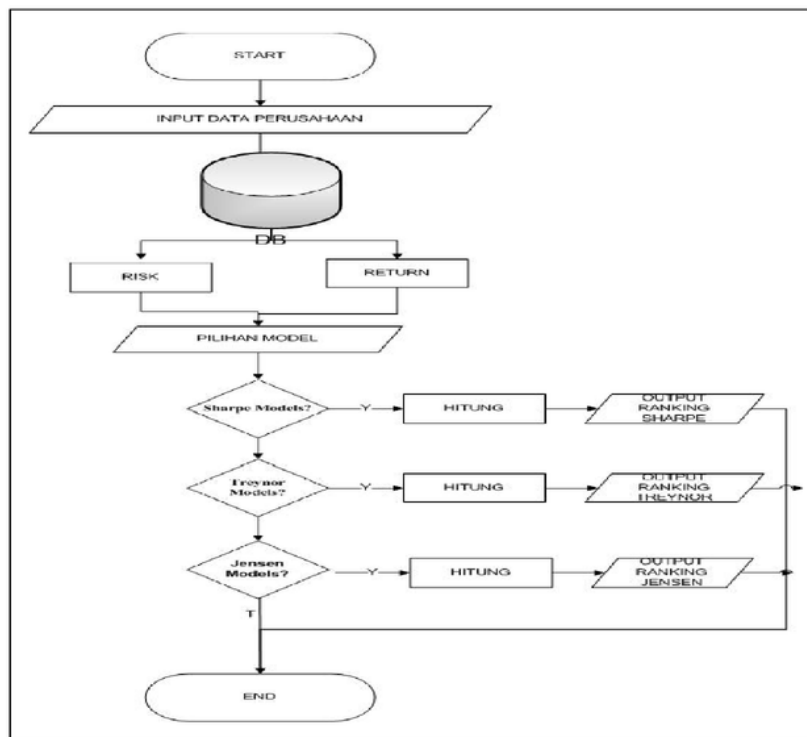 START
INPUT DATA PERUSAHAAN
DB
RISK
RETURN
PILIHAN MODEL
Sharpe Models?
Y
HITUNG
OUTPUT
RANKING
SHARPE
Treynor
Models?
Y
HITUNG
OUTPUT
RANKING
TREYNOR
Jensen
Models?
Y
HITUNG
OUTPUT
RANKING
JENSEN
T
END